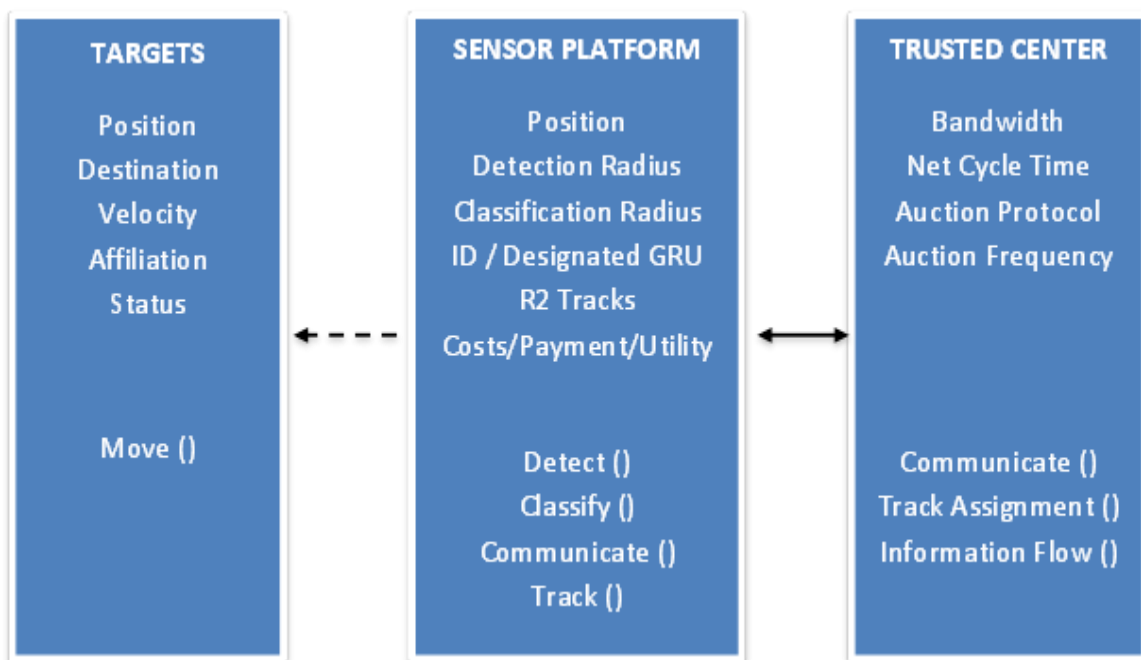 TARGETS
Position
Destination
Velocity
Affiliation
Status
Move ()
SENSOR PLATFORM
Position
Detection Radius
Classification Radius
ID / Designated GRU
R2 Tracks
Costs/Payment/Utility
Detect ()
Classify ()
Communicate ()
Track ()
TRUSTED CENTER
Bandwidth
Net Cycle Time
Auction Protocol
Auction Frequency
Communicate ()
Track Assignment ()
Information Flow ()